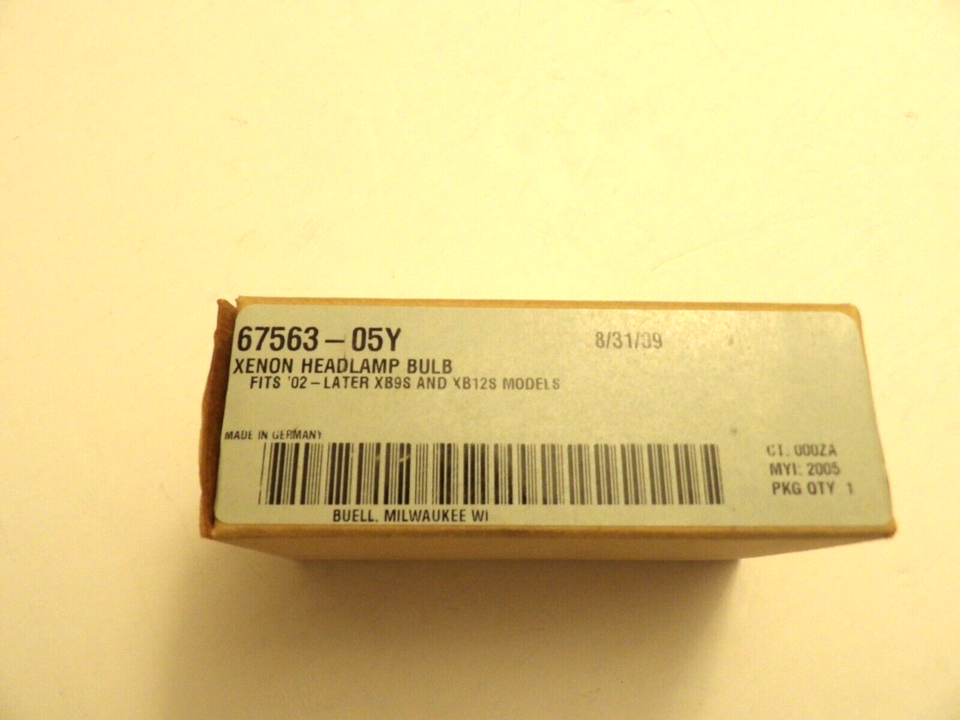 67563-05Y
8/31/09
XENON HEADLAMP BULB
FITS '02-LATER XB9S AND XB12S MODELS
MADE IN GERMANY
CT. 000ZA
MYI: 2005
PKG QTY 1
BUELL, MILWAUKEE WI